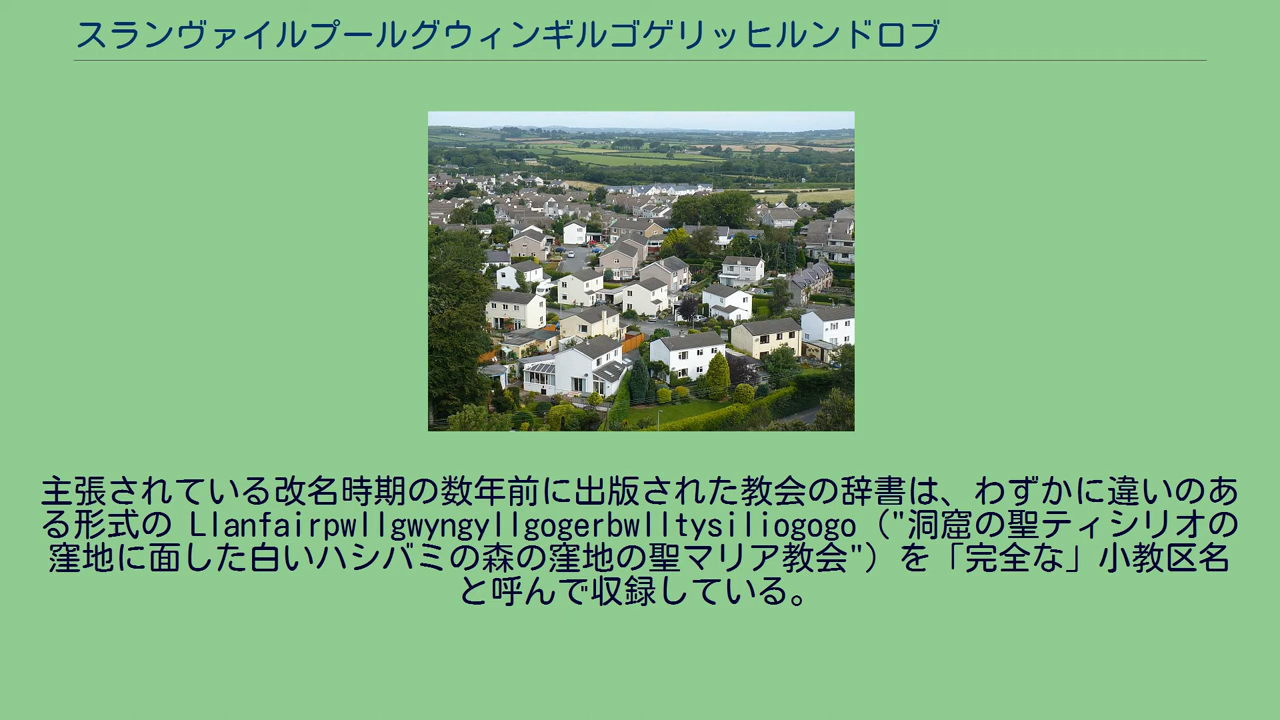 スランヴァイルプールグウィンギルゴゲリッヒルンドロブ
主張されている改名時期の数年前に出版された教会の辞書は、わずかに違いのあ
る形式の Llanfairpwllgwyngyllgogerbwlltysiliogogo（"洞窟の聖ティシリオの
窪地に面した白いハシバミの森の窪地の聖マリア教会"）を「完全な」小教区名
と呼んで収録している。